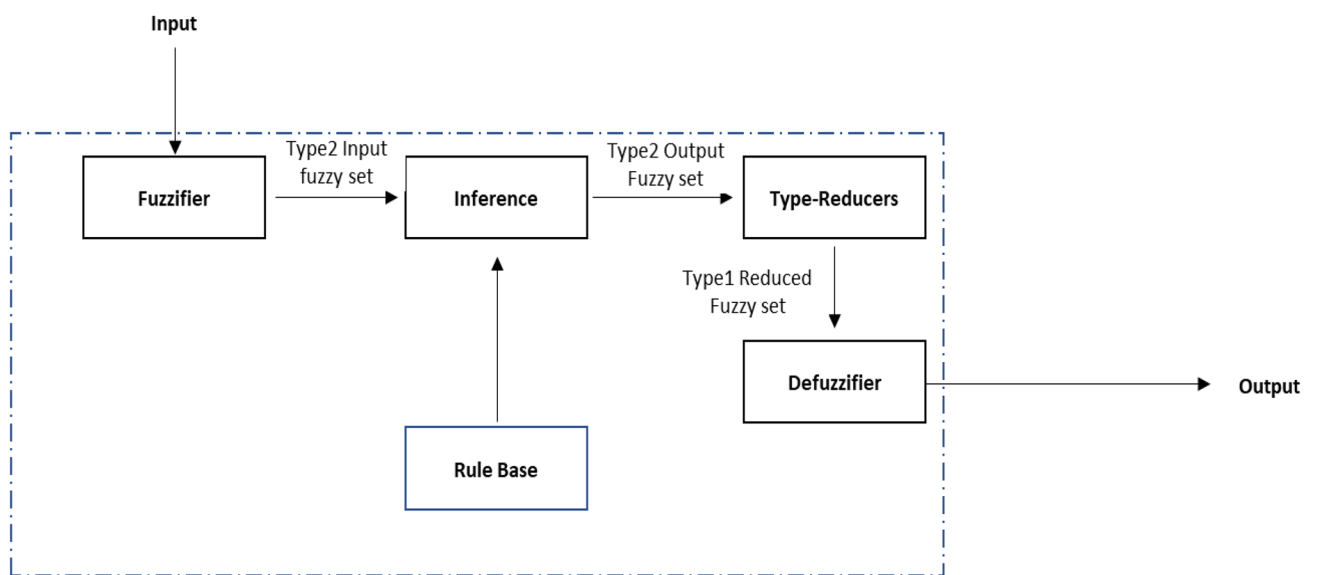 Input
Type2 Input
fuzzy set
Type2 Output
Fuzzy set
Fuzzifier
Inference
Type-Reducers
Type1 Reduced
Fuzzy set
Defuzzifier
Output
Rule Base